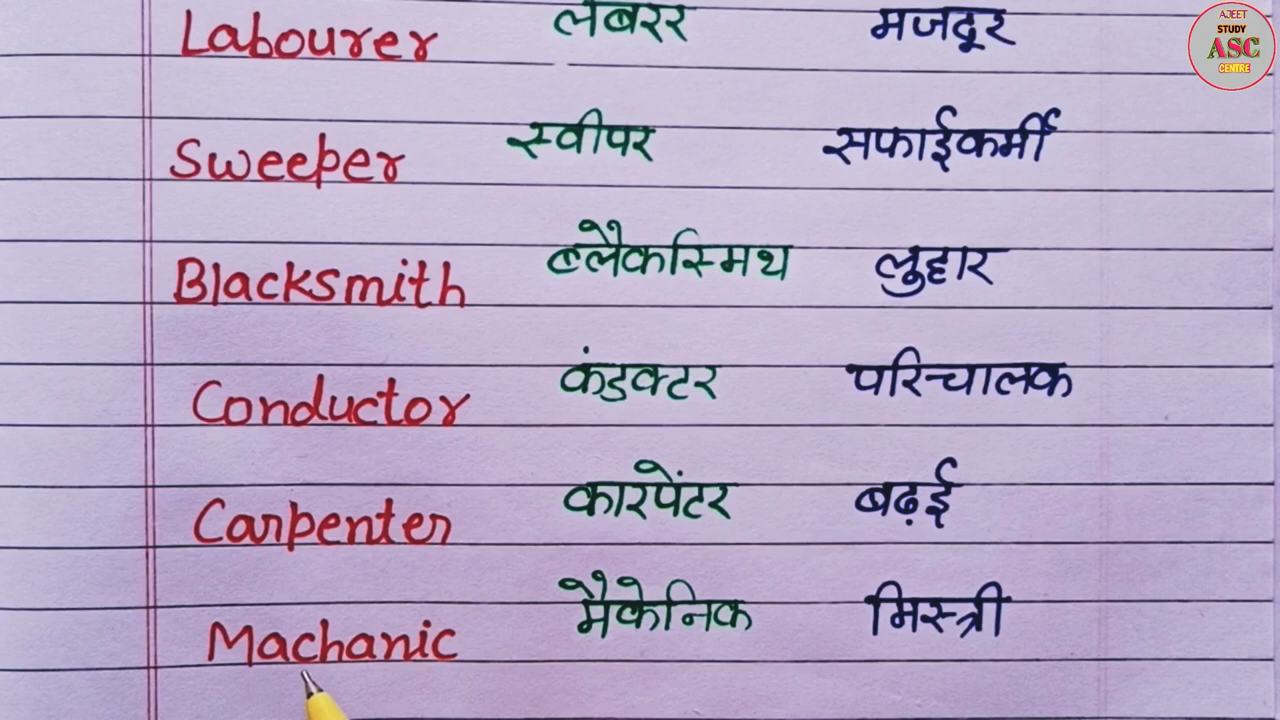 Labourer लेबरर मजदूर
AJEET
STUDY
ASC
CENTRE
Sweeper स्वीपर सफाईकर्मी
Blacksmith ब्लैकस्मिथ लुहार
Conductor कंडक्टर परिचालक
Carpenter कारपेंटर बढ़ई
Machanic मैकेनिक मिस्त्री